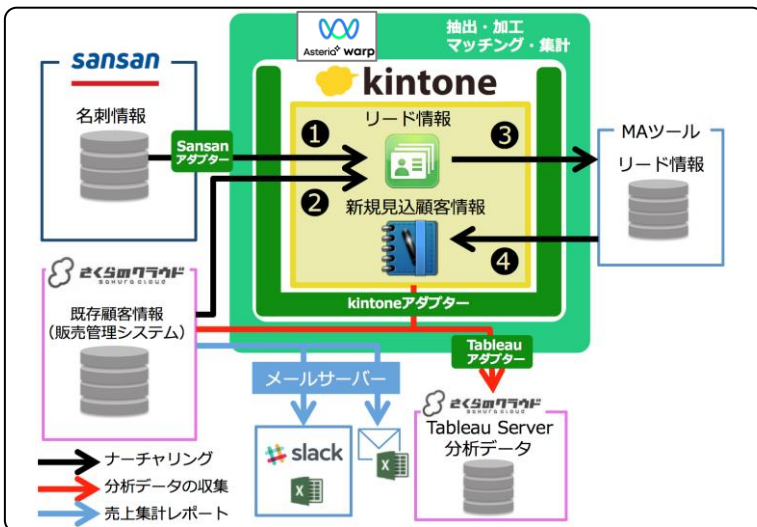 Asteria warp
抽出・加工
マッチング・集計
sansan
kintone
名刺情報
Sansan
アダプター
❶
リード情報
❸
MAツール
リード情報
❷
新規見込顧客情報
❹
さくらのクラウド
SAKURA CLOUD
既存顧客情報
（販売管理システム）
kintoneアダプター
Tableau
アダプター
メールサーバー
さくらのクラウド
SAKURA CLOUD
slack
Tableau Server
分析データ
ナーチャリング
分析データの収集
売上集計レポート